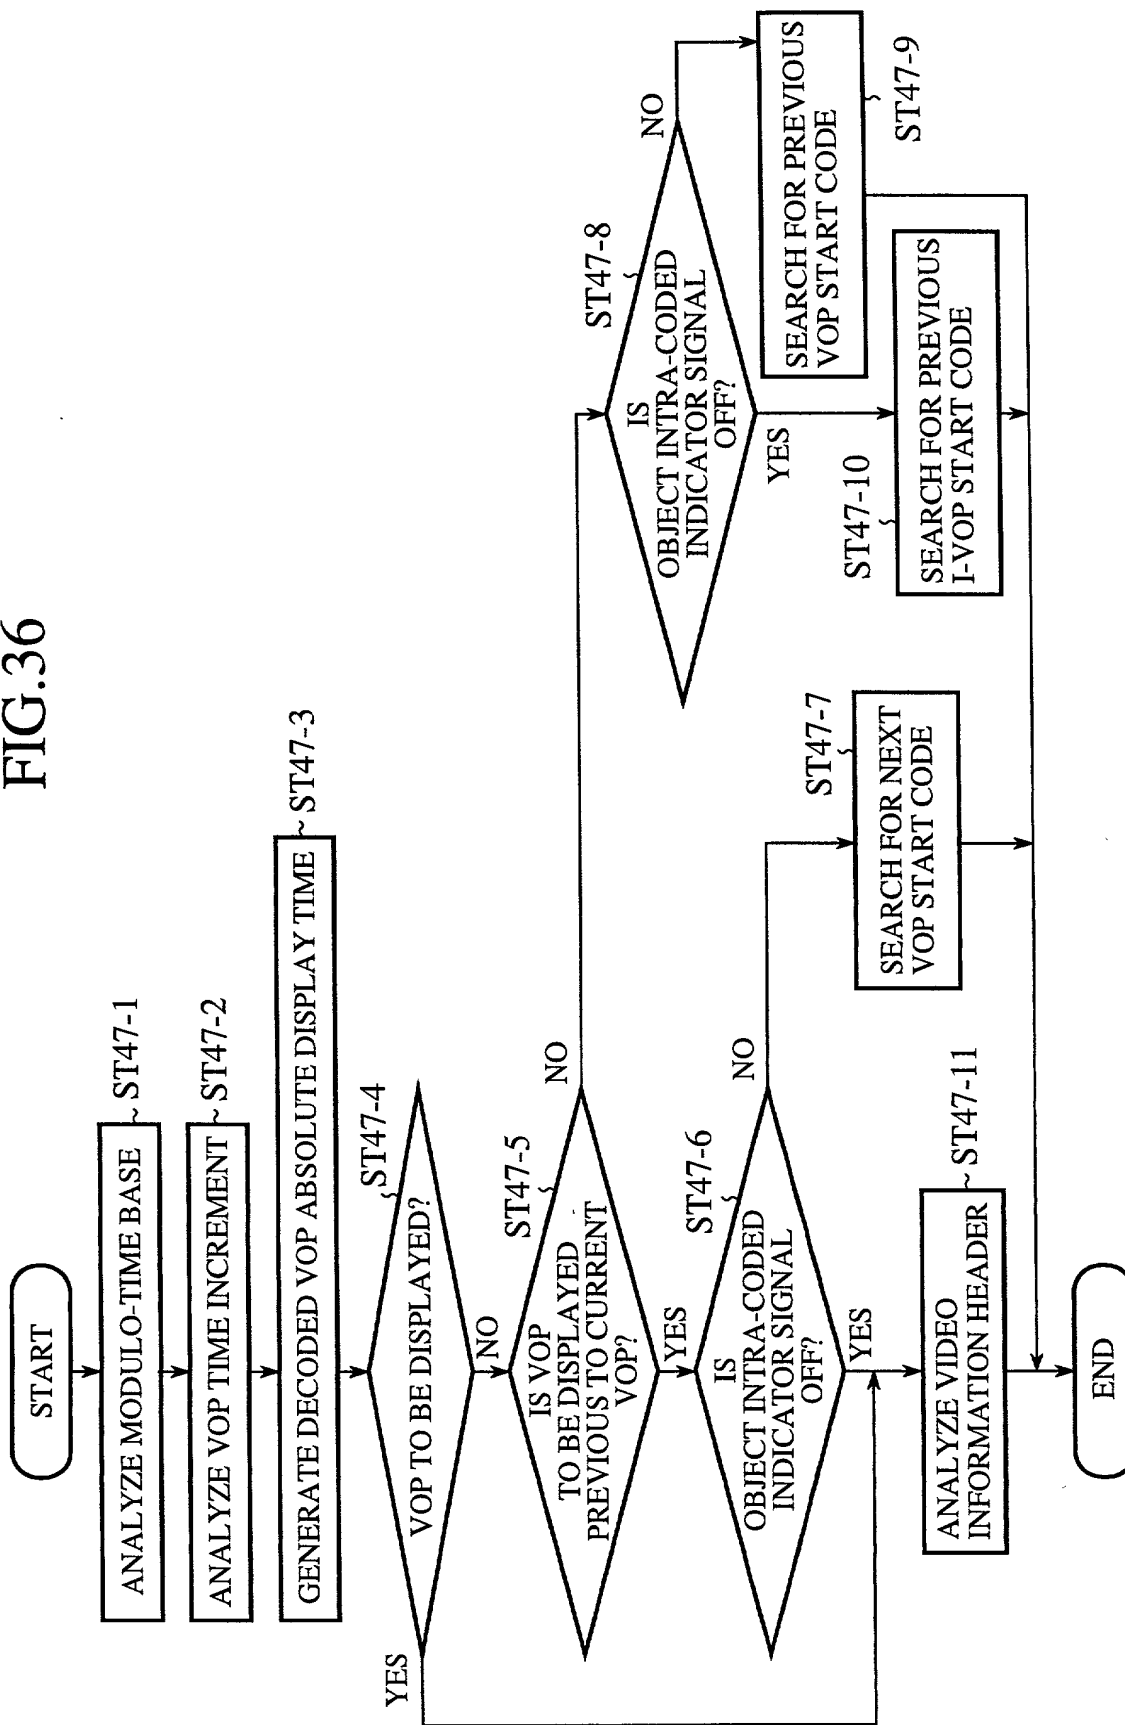 FIG.36
START
ANALYZE MODULO-TIME BASE
ST47-1
ANALYZE VOP TIME INCREMENT
ST47-2
GENERATE DECODED VOP ABSOLUTE DISPLAY TIME
ST47-3
ST47-4
VOP TO BE DISPLAYED?
YES
NO
ST47-5
IS VOP
TO BE DISPLAYED
PREVIOUS TO CURRENT
VOP?
NO
YES
ST47-6
IS
OBJECT INTRA-CODED
INDICATOR SIGNAL
OFF?
NO
YES
ST47-7
SEARCH FOR NEXT
VOP START CODE
ST47-8
IS
OBJECT INTRA-CODED
INDICATOR SIGNAL
OFF?
NO
YES
SEARCH FOR PREVIOUS
VOP START CODE
ST47-9
ST47-10
SEARCH FOR PREVIOUS
I-VOP START CODE
ANALYZE VIDEO
INFORMATION HEADER
ST47-11
END